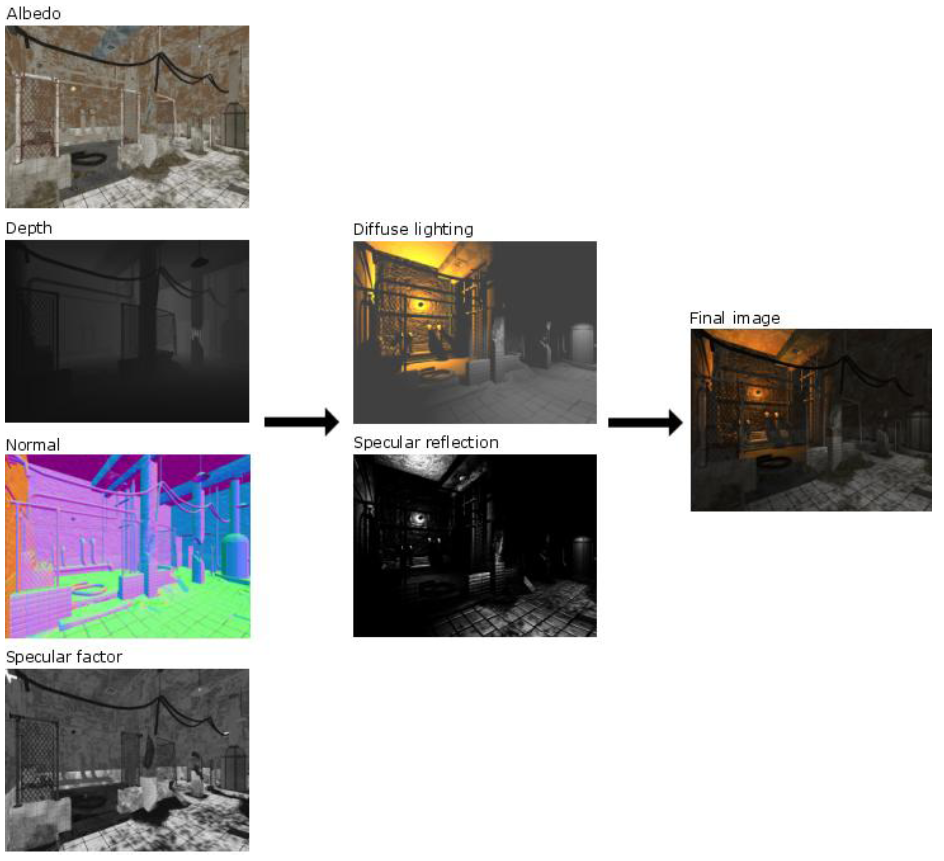 Albedo
Depth
Normal
Specular factor
Diffuse lighting
Specular reflection
Final image